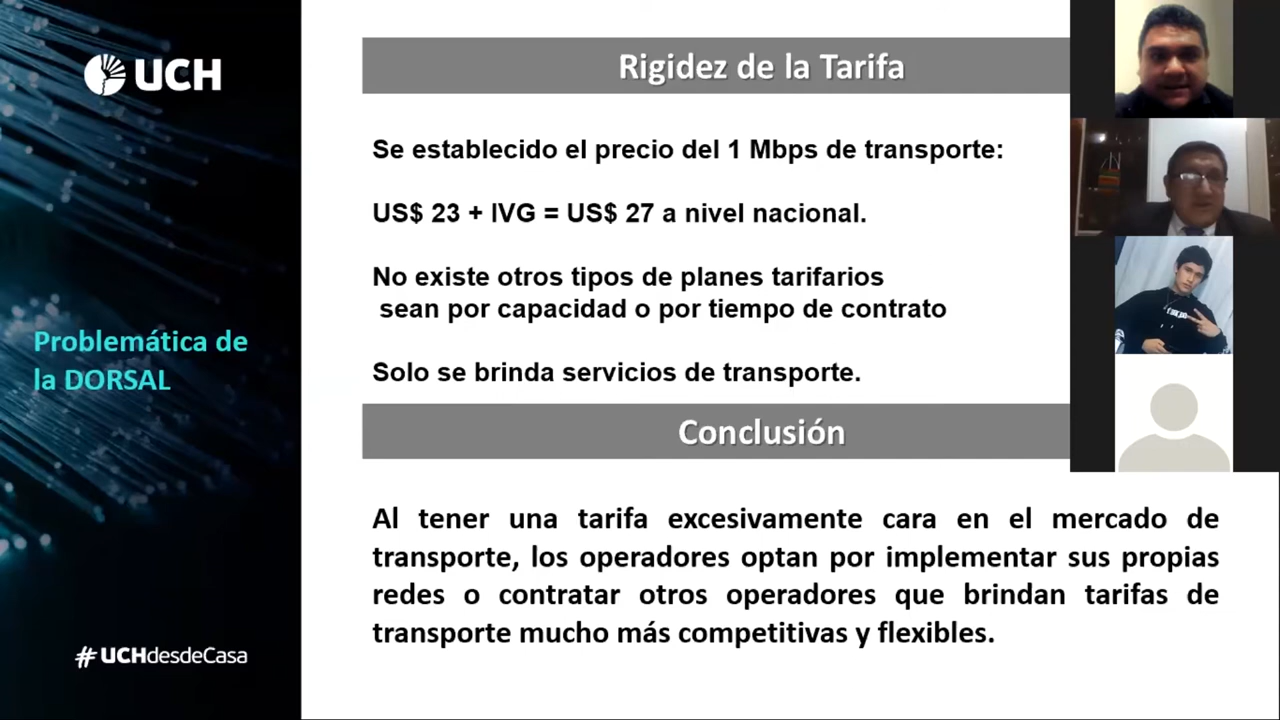 UCH
Problemática de
la DORSAL
#UCHdesdeCasa
Rigidez de la Tarifa
Se establecido el precio del 1 Mbps de transporte:
US$ 23 + IVG = US$ 27 a nivel nacional.
No existe otros tipos de planes tarifarios
sean por capacidad o por tiempo de contrato
Solo se brinda servicios de transporte.
Conclusión
Al tener una tarifa excesivamente cara en el mercado de
transporte, los operadores optan por implementar sus propias
redes o contratar otros operadores que brindan tarifas de
transporte mucho más competitivas y flexibles.